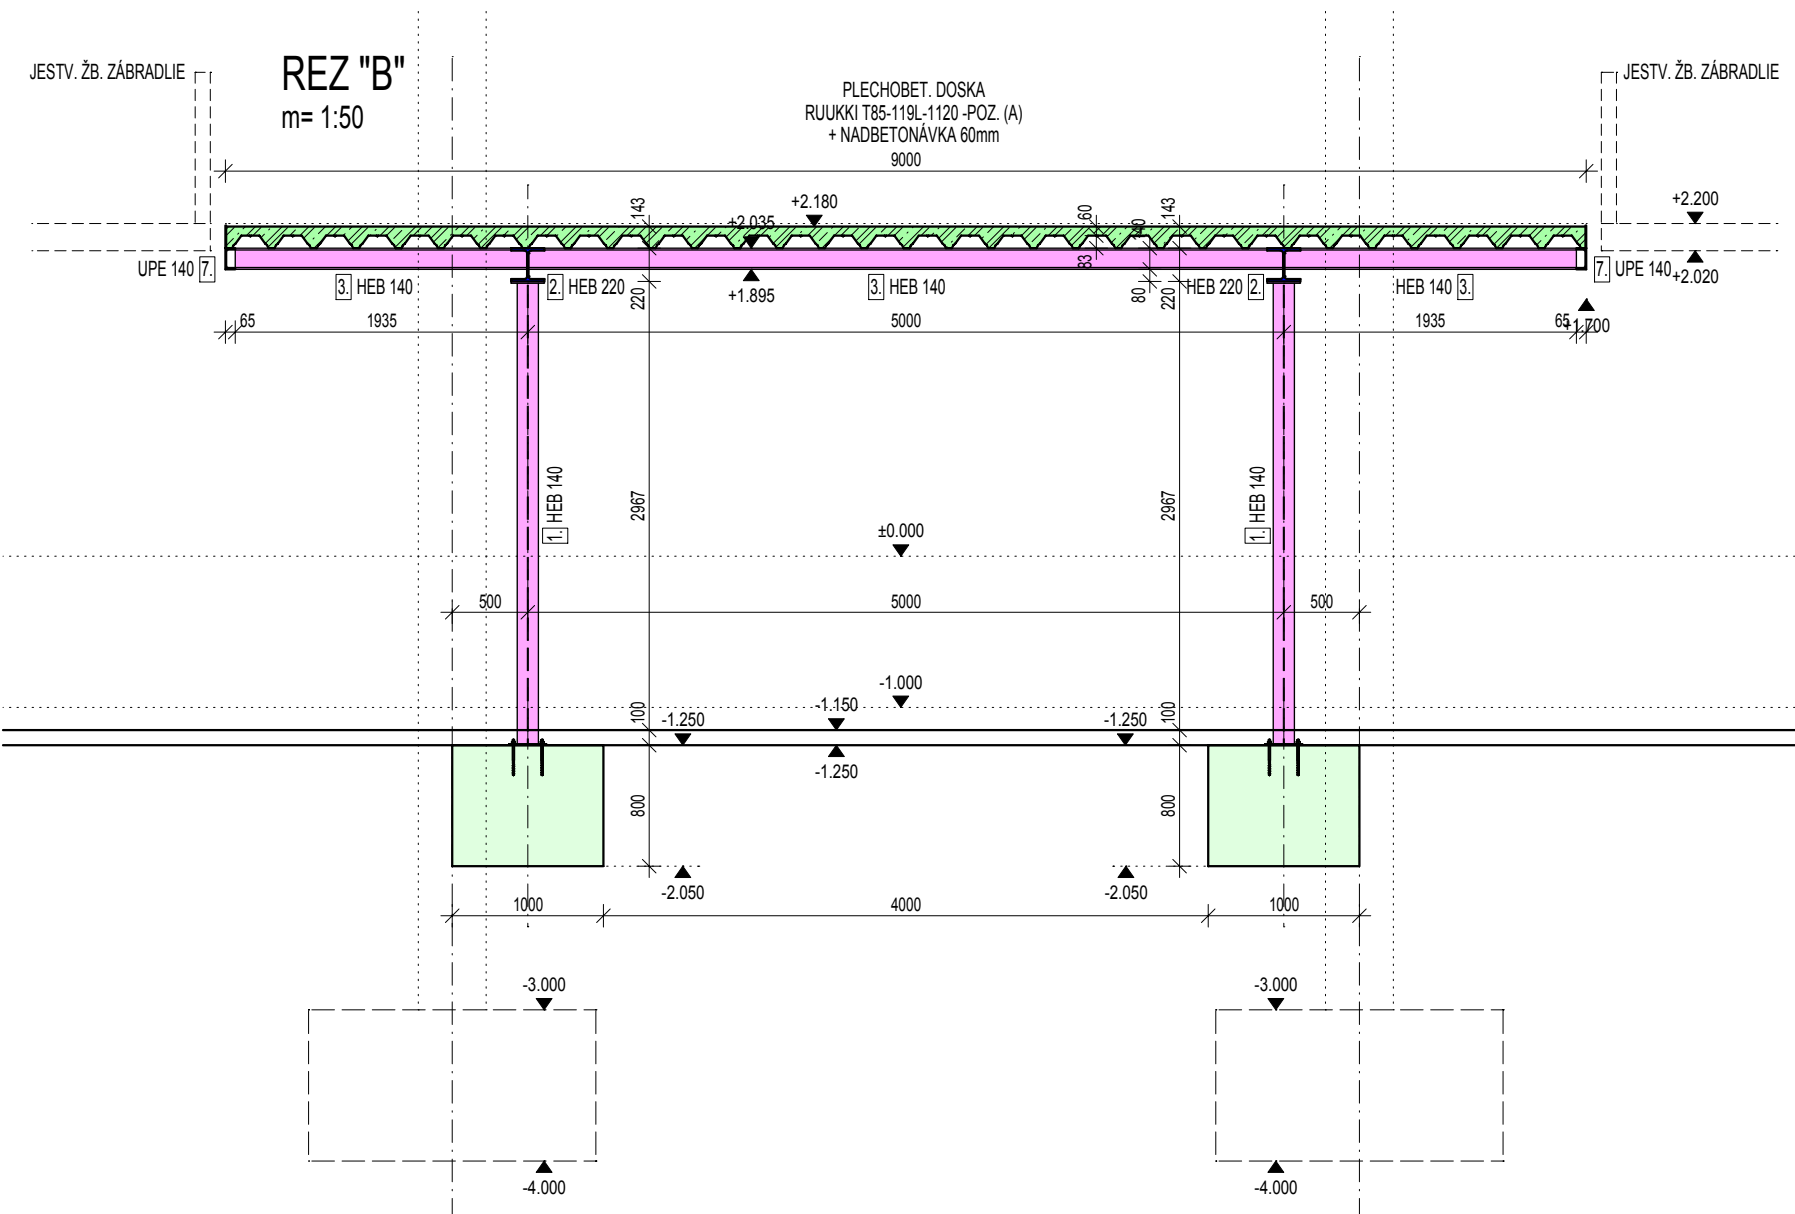 JESTV. ŽB. ZÁBRADLIE
REZ "B"
m= 1:50
PLECHOBET. DOSKA
RUUKKI T85-119L-1120 -POZ. (A)
+ NADBETONÁVKA 60mm
JESTV. ŽB. ZÁBRADLIE
9000
143
+2.035
+2.180
60
140
143
+2.200
83
UPE 140 7.
3. HEB 140
2. HEB 220
220
+1.895
3. HEB 140
80
220
HEB 220 2.
HEB 140 3.
7. UPE 140
+2.020
65
1935
5000
1935
65
+1.700
1. HEB 140
2967
2967
1. HEB 140
±0.000
500
5000
500
-1.000
100
-1.250
-1.150
-1.250
100
-1.250
800
800
-2.050
-2.050
1000
4000
1000
-3.000
-3.000
-4.000
-4.000